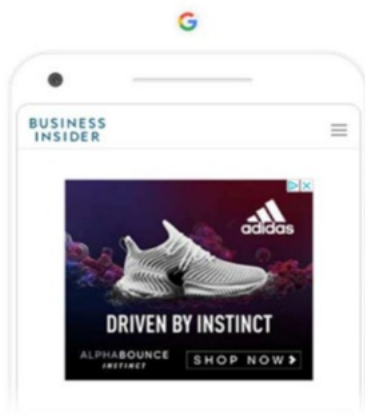 G
BUSINESS
INSIDER
adidas
DRIVEN BY INSTINCT
ALPHABOUNCE
INSTINCT
SHOP NOW